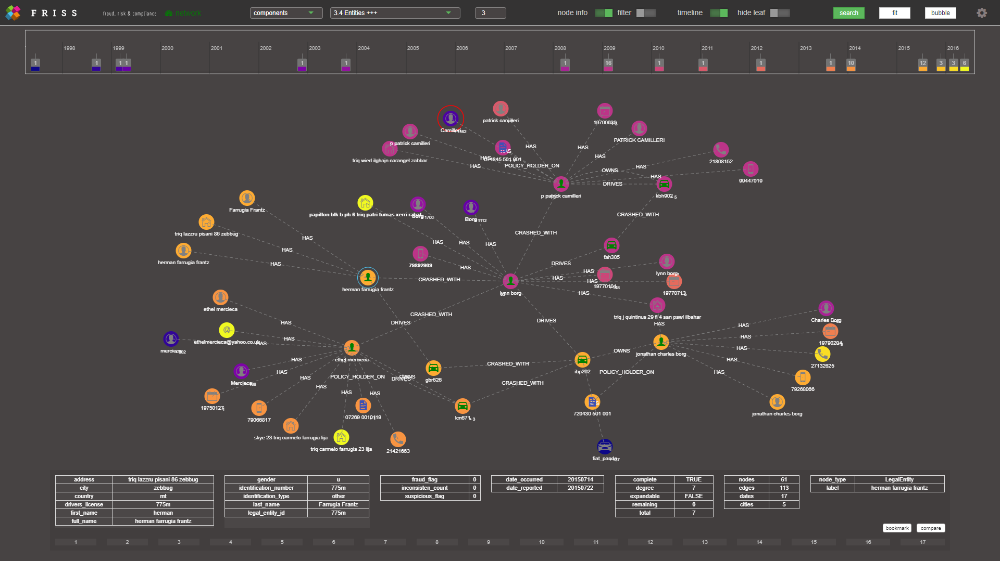 FRISS
fraud, risk & compliance
network
components
3.4 Entities +++
3
node info
filter
timeline
hide leaf
search
fit
bubble
1998 1999 2000 2001 2002 2003 2004 2005 2006 2007 2008 2009 2010 2011 2012 2013 2014 2015 2016
1 1 1 1 1 1 1 16 1 1 1 1 10 12 3 3 6
patrick camilleri
Camilleri 1162
19700630
p patrick camilleri
PATRICK CAMILLERI
triq wied ilghajn carangel zabbar
074845 501 001
21808152
99447019
HAS
HAS
HAS
HAS
HAS
HAS
HAS
HAS
POLICY_HOLDER_ON
OWNS
DRIVES
p patrick camilleri
kbh902 + 5
CRASHED_WITH
CRASHED_WITH
Farrugia Frantz
papillon blk b ph 6 triq patri tumas xerri rabat
Borg 1700
Borg 1112
triq lazzru pisani 86 zebbug
HAS
HAS
HAS
HAS
HAS
HAS
HAS
herman farrugia frantz
79892909
fah305
DRIVES
lynn borg
HAS
HAS
HAS
HAS
19770101
19770713
CRASHED_WITH
herman farrugia frantz
lynn borg
ethel mercieca
triq j quintinus 29 fl 4 san pawl ilbahar
HAS
CRASHED_WITH
DRIVES
DRIVES
HAS
HAS
HAS
ethelmercieca@yahoo.co.uk
mercieca
Charles Borg
HAS
HAS
HAS
HAS
HAS
19790204
27132625
79268066
jonathan charles borg
jonathan charles borg
OWNS
POLICY_HOLDER_ON
ethel mercieca
HAS
HAS
HAS
HAS
HAS
HAS
POLICY_HOLDER_ON
OWNS
DRIVES
Mercieca
gbr626
CRASHED_WITH
CRASHED_WITH
ibp292
19750127
79066817
07269 0010119
lcn671 + 3
720430 501 001
skye 23 triq carmelo farrugia lija
triq carmelo farrugia 23 lija
21421663
fiat_panda
address triq lazzru pisani 86 zebbug
city zebbug
country mt
drivers_license 775m
first_name herman
full_name herman farrugia frantz
gender u
identification_number 775m
identification_type other
last_name Farrugia Frantz
legal_entity_id 775m
fraud_flag 0
inconsisten_count 0
suspicious_flag 0
date_occurred 20150714
date_reported 20150722
complete TRUE
degree 7
expandable FALSE
remaining 0
total 7
nodes 61
edges 113
dates 17
cities 5
node_type LegalEntity
label herman farrugia frantz
bookmark
compare
1 2 3 4 5 6 7 8 9 10 11 12 13 14 15 16 17